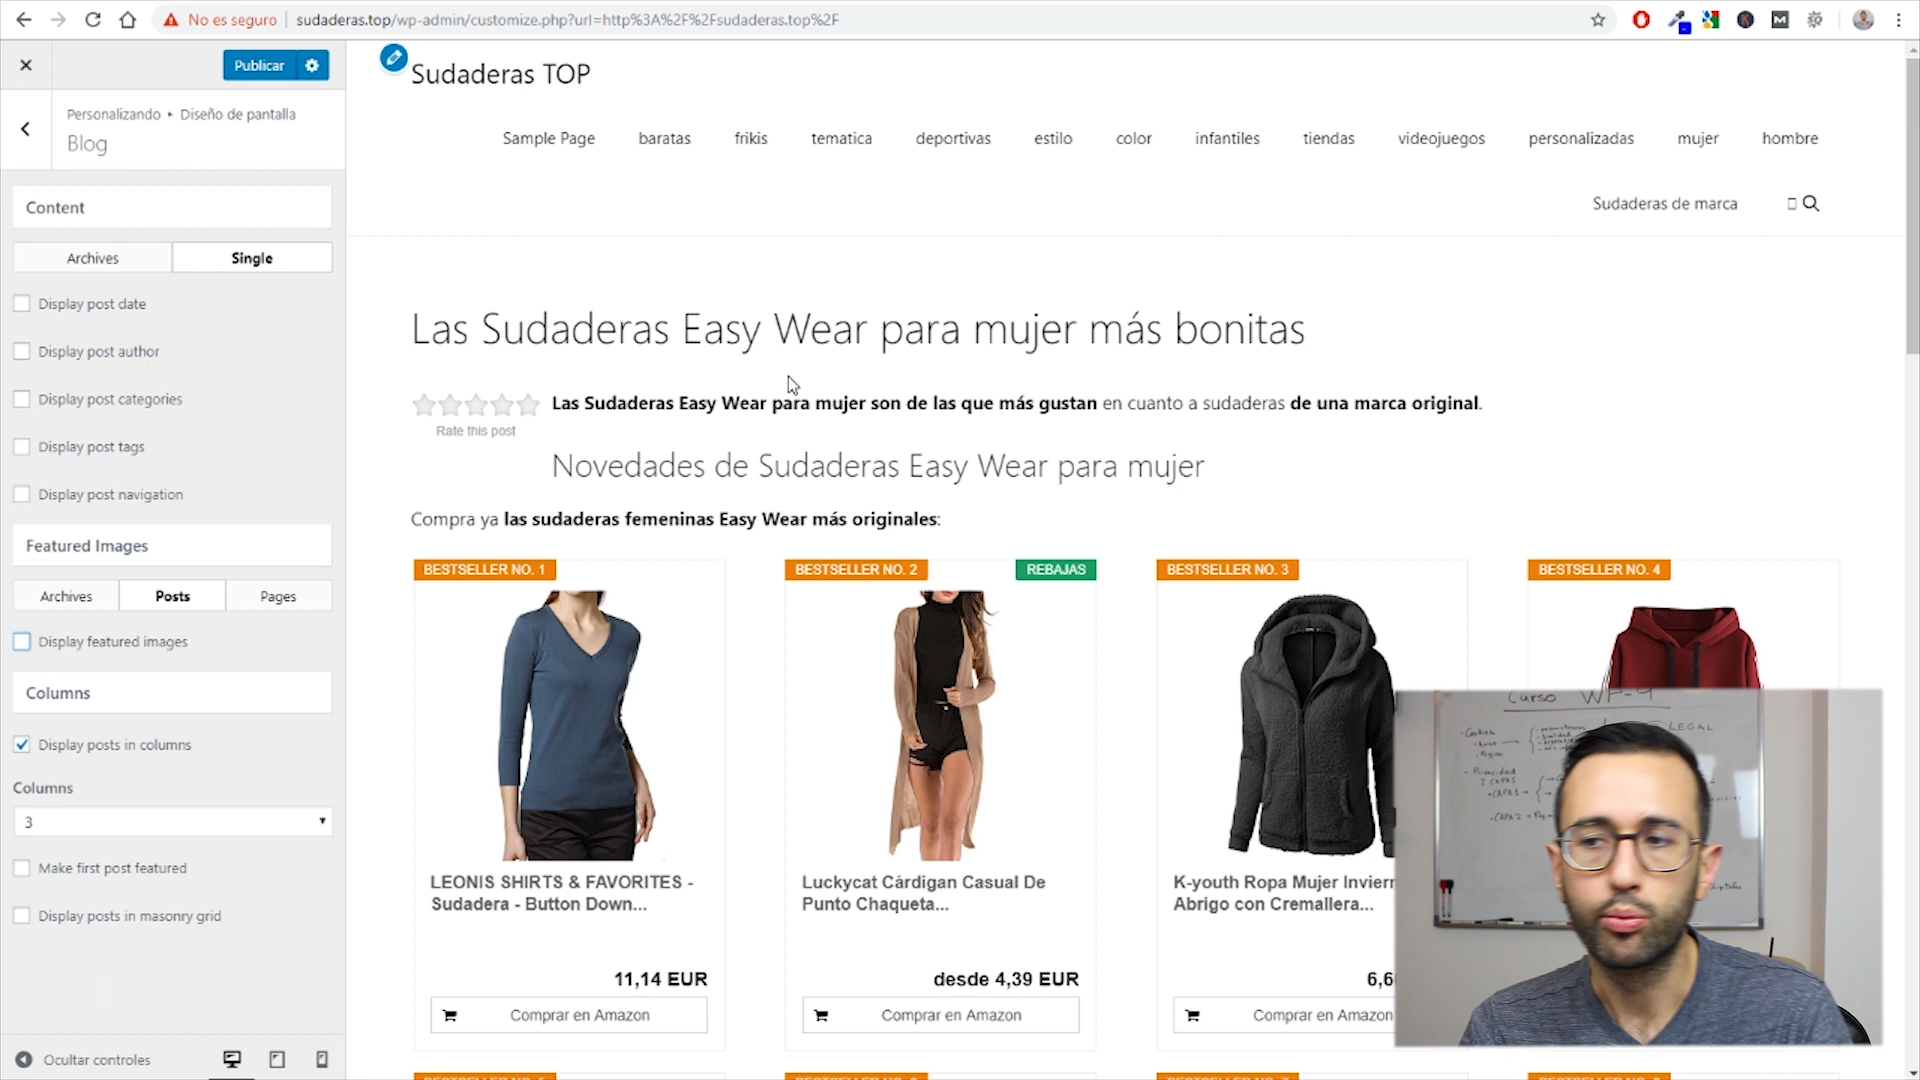 No es seguro
sudaderas.top/wp-admin/customize.php?url=http%3A%2F%2Fsudaderas.top%2F
Publicar
Personalizando ▸ Diseño de pantalla
Blog
Content
Archives
Single
Display post date
Display post author
Display post categories
Display post tags
Display post navigation
Featured Images
Archives
Posts
Pages
Display featured images
Columns
Display posts in columns
Columns
3
Make first post featured
Display posts in masonry grid
Ocultar controles
Sudaderas TOP
Sample Page baratas frikis tematica deportivas estilo color infantiles tiendas videojuegos personalizadas mujer hombre
Sudaderas de marca
Las Sudaderas Easy Wear para mujer más bonitas
Rate this post
Las Sudaderas Easy Wear para mujer son de las que más gustan en cuanto a sudaderas de una marca original.
Novedades de Sudaderas Easy Wear para mujer
Compra ya las sudaderas femeninas Easy Wear más originales:
BESTSELLER NO. 1
LEONIS SHIRTS & FAVORITES -
Sudadera - Button Down...
11,14 EUR
Comprar en Amazon
BESTSELLER NO. 2
REBAJAS
Luckycat Cárdigan Casual De
Punto Chaqueta...
desde 4,39 EUR
Comprar en Amazon
BESTSELLER NO. 3
K-youth Ropa Mujer Invierr
Abrigo con Cremallera...
Comprar en Amazon
BESTSELLER NO. 4
Curso WP-9
LEGAL
- Cookies
- Privacidad
2 CAPAS